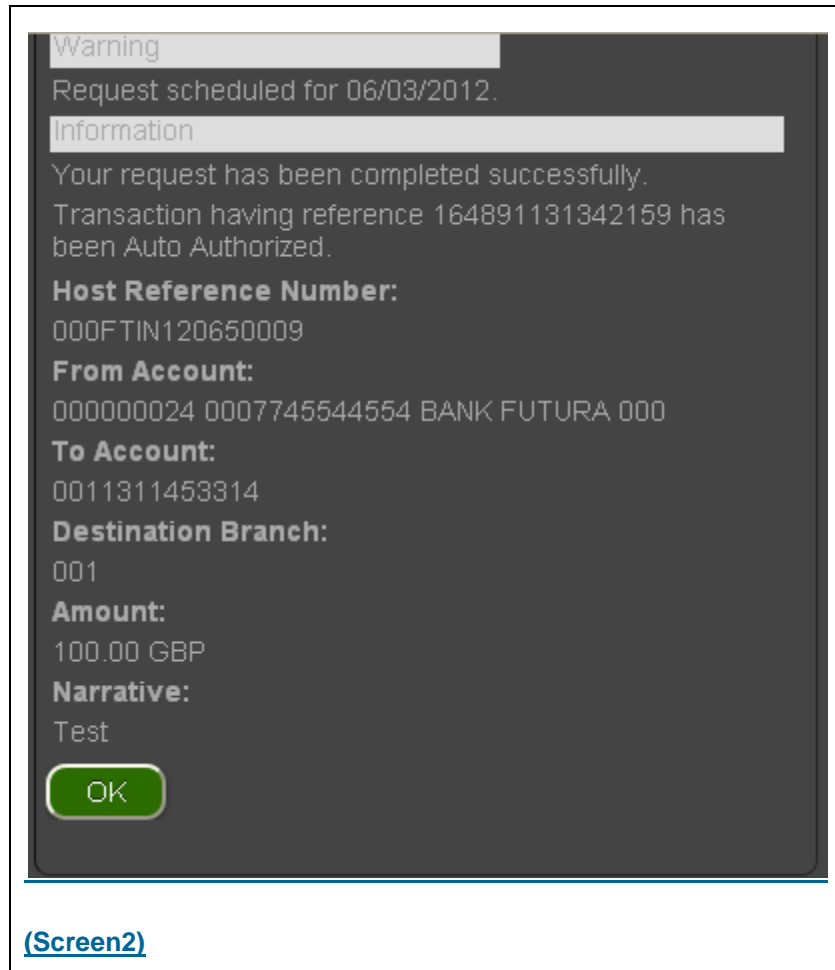 Warning
Request scheduled for 06/03/2012.
Information
Your request has been completed successfully.
Transaction having reference 164891131342159 has
been Auto Authorized.
Host Reference Number:
000FTIN120650009
From Account:
000000024 0007745544554 BANK FUTURA 000
To Account:
0011311453314
Destination Branch:
001
Amount:
100.00 GBP
Narrative:
Test
OK
(Screen2)